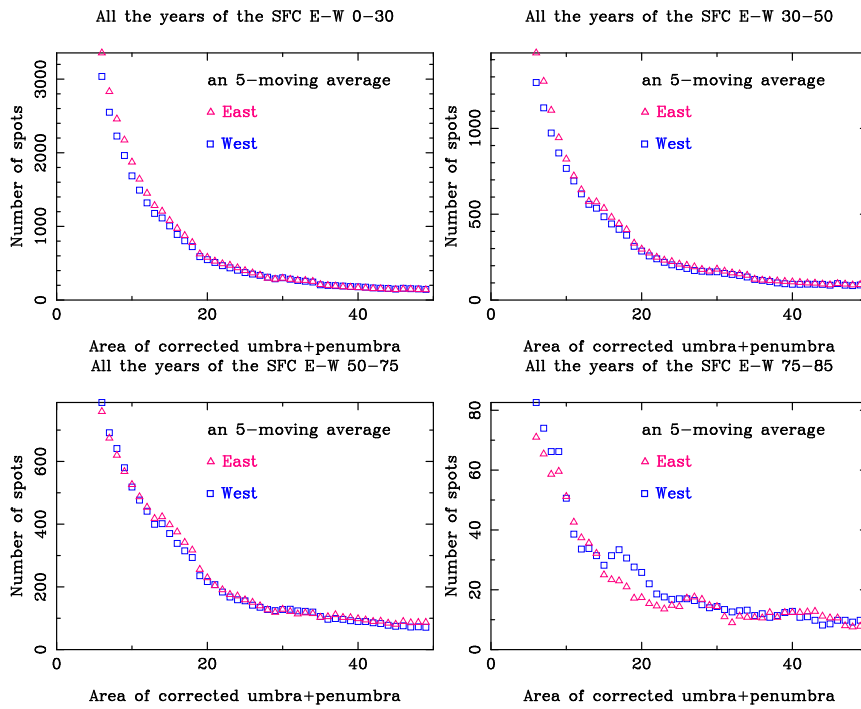 All the years of the SFC E-W 0-30
Number of spots
3000
2000
1000
0
an 5-moving average
East
West
0
20
40
Area of corrected umbra+penumbra
All the years of the SFC E-W 30-50
Number of spots
1000
500
0
an 5-moving average
East
West
0
20
40
Area of corrected umbra+penumbra
All the years of the SFC E-W 50-75
Number of spots
600
400
200
0
an 5-moving average
East
West
0
20
40
Area of corrected umbra+penumbra
All the years of the SFC E-W 75-85
Number of spots
80
60
40
20
0
an 5-moving average
East
West
0
20
40
Area of corrected umbra+penumbra